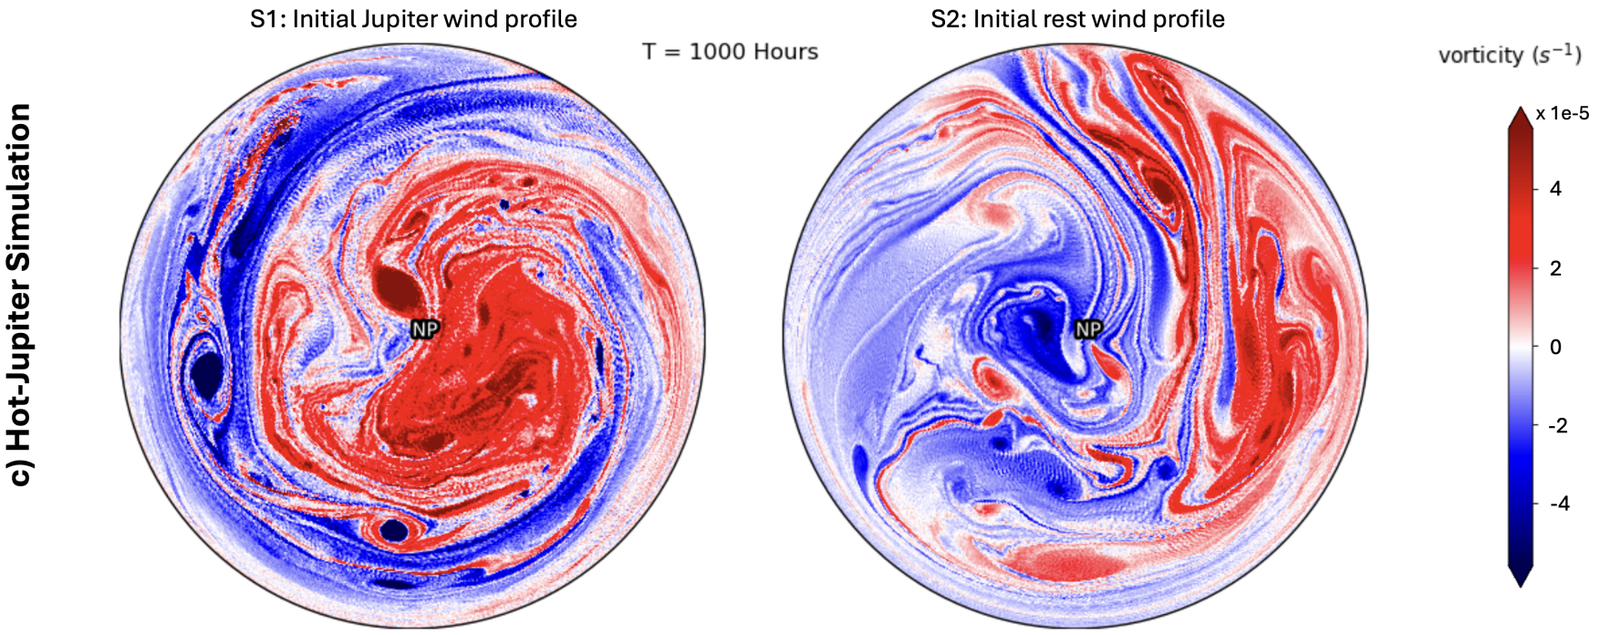 S1: Initial Jupiter wind profile
S2: Initial rest wind profile
T = 1000 Hours
vorticity (s⁻¹)
x 1e-5
c) Hot-Jupiter Simulation
NP
NP
4
2
0
-2
-4